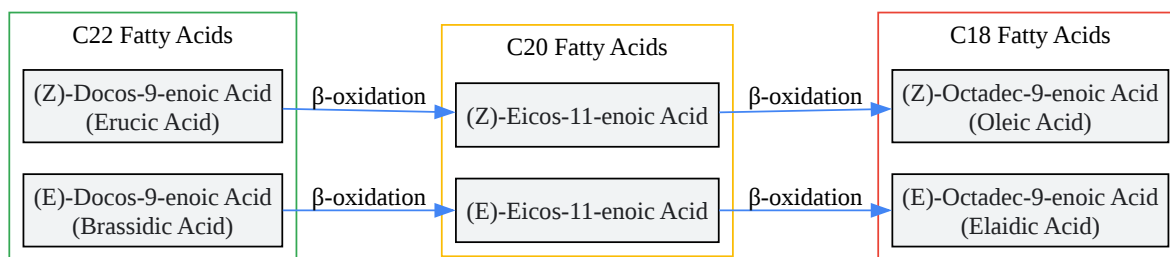 C22 Fatty Acids
(Z)-Docos-9-enoic Acid
(Erucic Acid)
(E)-Docos-9-enoic Acid
(Brassidic Acid)
β-oxidation
β-oxidation
C20 Fatty Acids
(Z)-Eicos-11-enoic Acid
(E)-Eicos-11-enoic Acid
β-oxidation
β-oxidation
C18 Fatty Acids
(Z)-Octadec-9-enoic Acid
(Oleic Acid)
(E)-Octadec-9-enoic Acid
(Elaidic Acid)